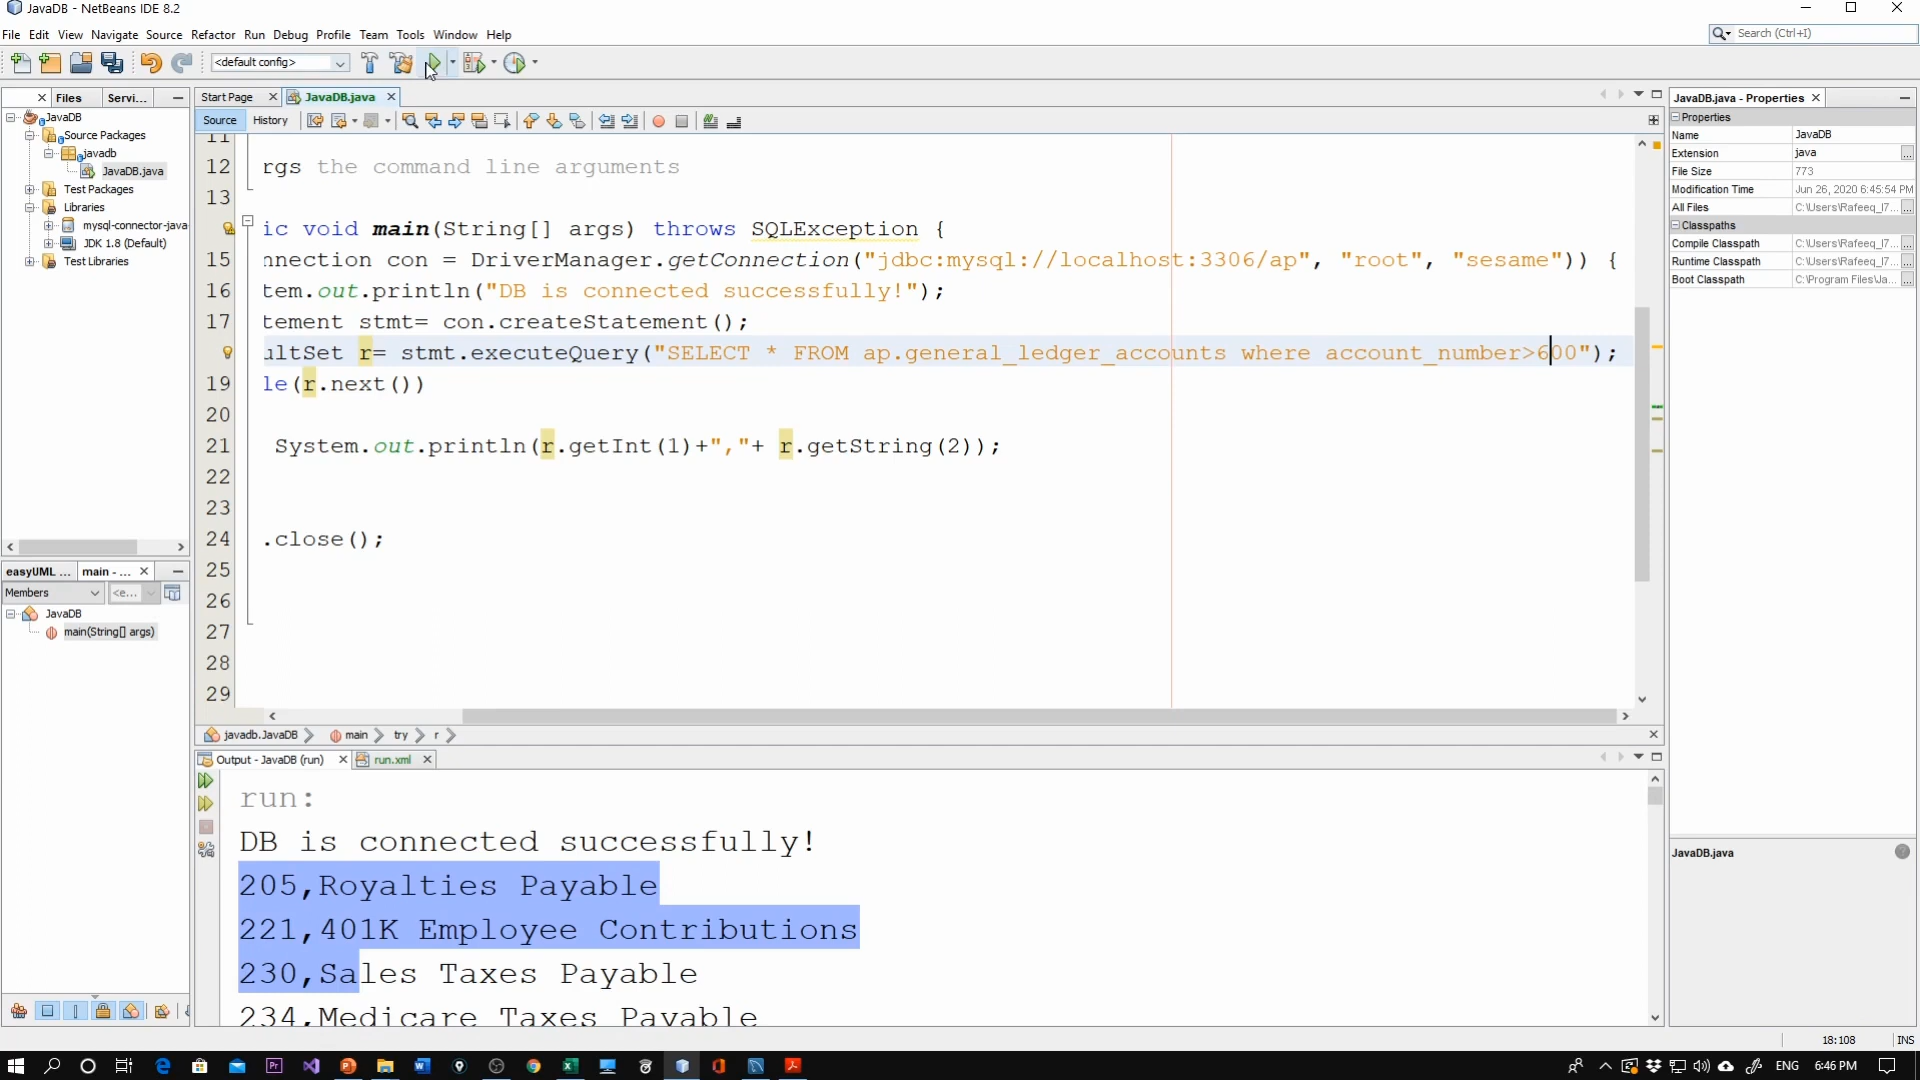 JavaDB - NetBeans IDE 8.2
File Edit View Navigate Source Refactor Run Debug Profile Team Tools Window Help
Search (Ctrl+I)
<default config>
Files Servi...
JavaDB
Source Packages
javadb
JavaDB.java
Test Packages
Libraries
mysql-connector-java
JDK 1.8 (Default)
Test Libraries
easyUML ... main - ...
Members <e...
JavaDB
main(String[] args)
Start Page JavaDB.java
Source History
11
12 rgs the command line arguments
13
ic void main(String[] args) throws SQLException {
15 nnection con = DriverManager.getConnection("jdbc:mysql://localhost:3306/ap", "root", "sesame")) {
16 tem.out.println("DB is connected successfully!");
17 tement stmt= con.createStatement();
ultSet r= stmt.executeQuery("SELECT * FROM ap.general_ledger_accounts where account_number>600");
19 le(r.next())
20
21 System.out.println(r.getInt(1)+","+ r.getString(2));
22
23
24 .close();
25
26
27
28
29
javadb.JavaDB main try r
Output - JavaDB (run) run.xml
run:
DB is connected successfully!
205,Royalties Payable
221,401K Employee Contributions
230,Sales Taxes Payable
234,Medicare Taxes Payable
JavaDB.java - Properties
Properties
Name JavaDB
Extension java ...
File Size 773
Modification Time Jun 26, 2020 6:45:54 PM
All Files C:\Users\Rafeeq_I7... ...
Classpaths
Compile Classpath C:\Users\Rafeeq_I7... ...
Runtime Classpath C:\Users\Rafeeq_I7... ...
Boot Classpath C:\Program Files\Ja... ...
JavaDB.java
18:108 INS
ENG 6:46 PM